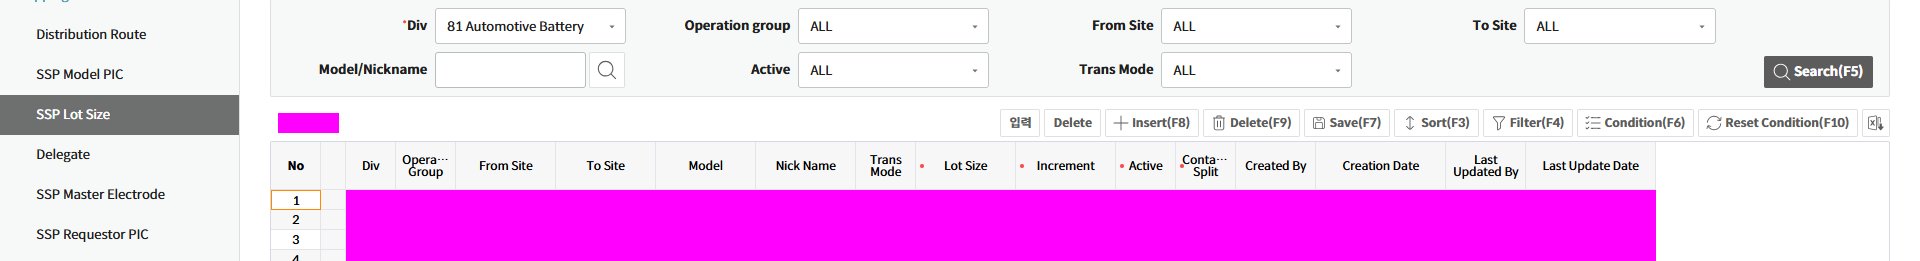 Distribution Route
SSP Model PIC
SSP Lot Size
Delegate
SSP Master Electrode
SSP Requestor PIC
*Div 81 Automotive Battery Operation group ALL From Site ALL To Site ALL
Model/Nickname Active ALL Trans Mode ALL Search(F5)
입력 Delete Insert(F8) Delete(F9) Save(F7) Sort(F3) Filter(F4) Condition(F6) Reset Condition(F10)
No Div Opera··· Group From Site To Site Model Nick Name Trans Mode Lot Size Increment Active Conta··· Split Created By Creation Date Last Updated By Last Update Date
1
2
3
4